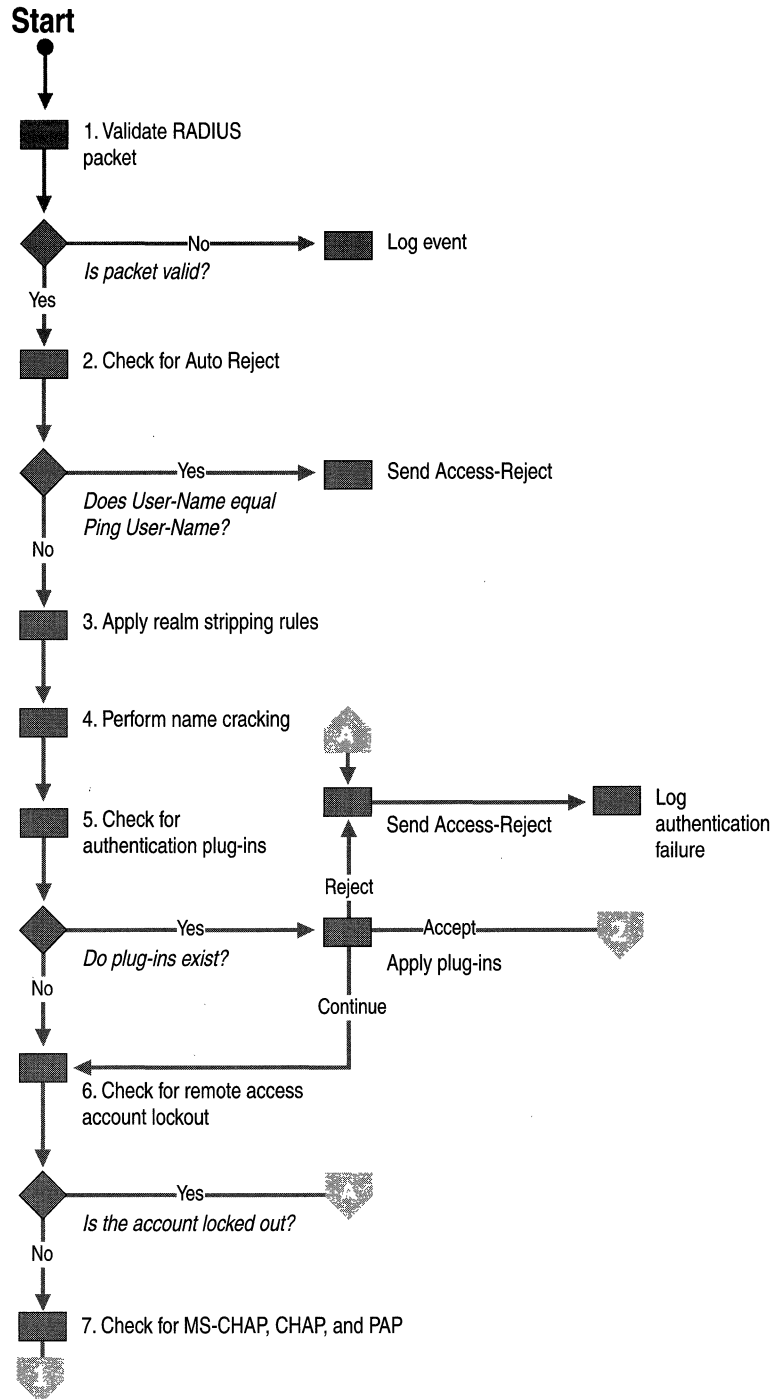 Start
1. Validate RADIUS
packet
No
Log event
Is packet valid?
Yes
2. Check for Auto Reject
Yes
Send Access-Reject
Does User-Name equal
Ping User-Name?
No
3. Apply realm stripping rules
4. Perform name cracking
A
5. Check for
authentication plug-ins
Send Access-Reject
Log
authentication
failure
Reject
Yes
Accept
2
Do plug-ins exist?
Apply plug-ins
No
Continue
6. Check for remote access
account lockout
Yes
A
Is the account locked out?
No
7. Check for MS-CHAP, CHAP, and PAP
1